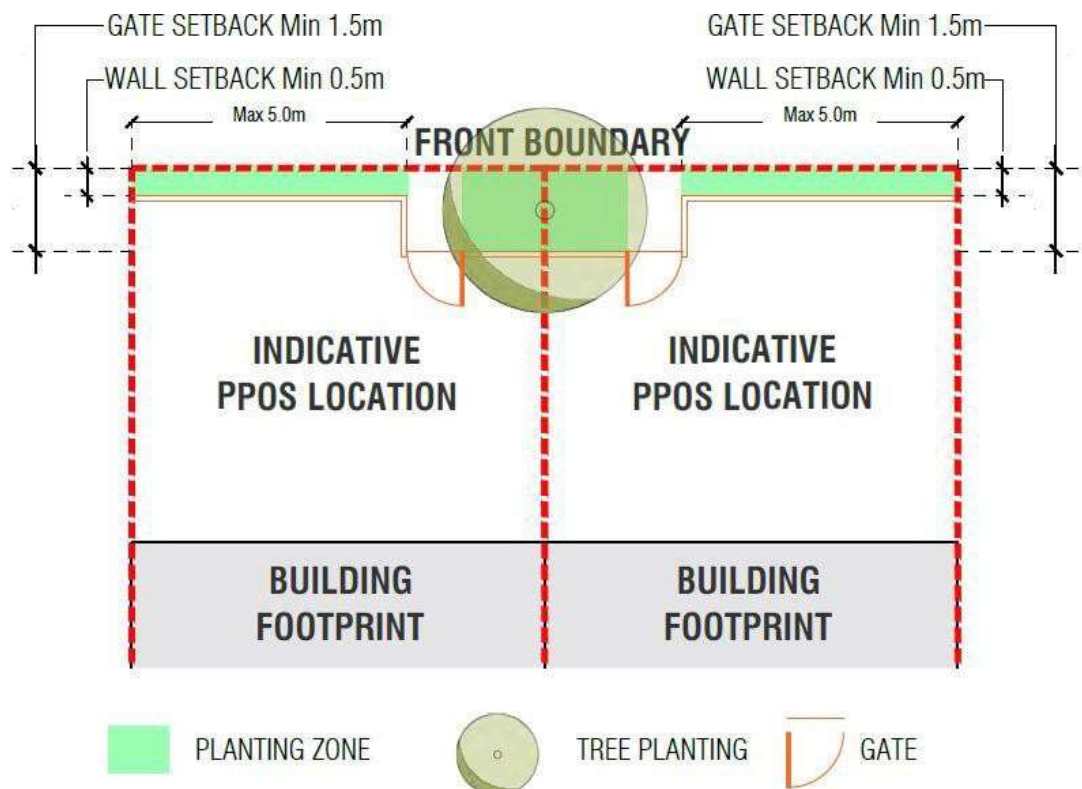 GATE SETBACK Min 1.5m
GATE SETBACK Min 1.5m
WALL SETBACK Min 0.5m
WALL SETBACK Min 0.5m
Max 5.0m
Max 5.0m
FRONT BOUNDARY
INDICATIVE
PPOS LOCATION
INDICATIVE
PPOS LOCATION
BUILDING
FOOTPRINT
BUILDING
FOOTPRINT
PLANTING ZONE
TREE PLANTING
GATE